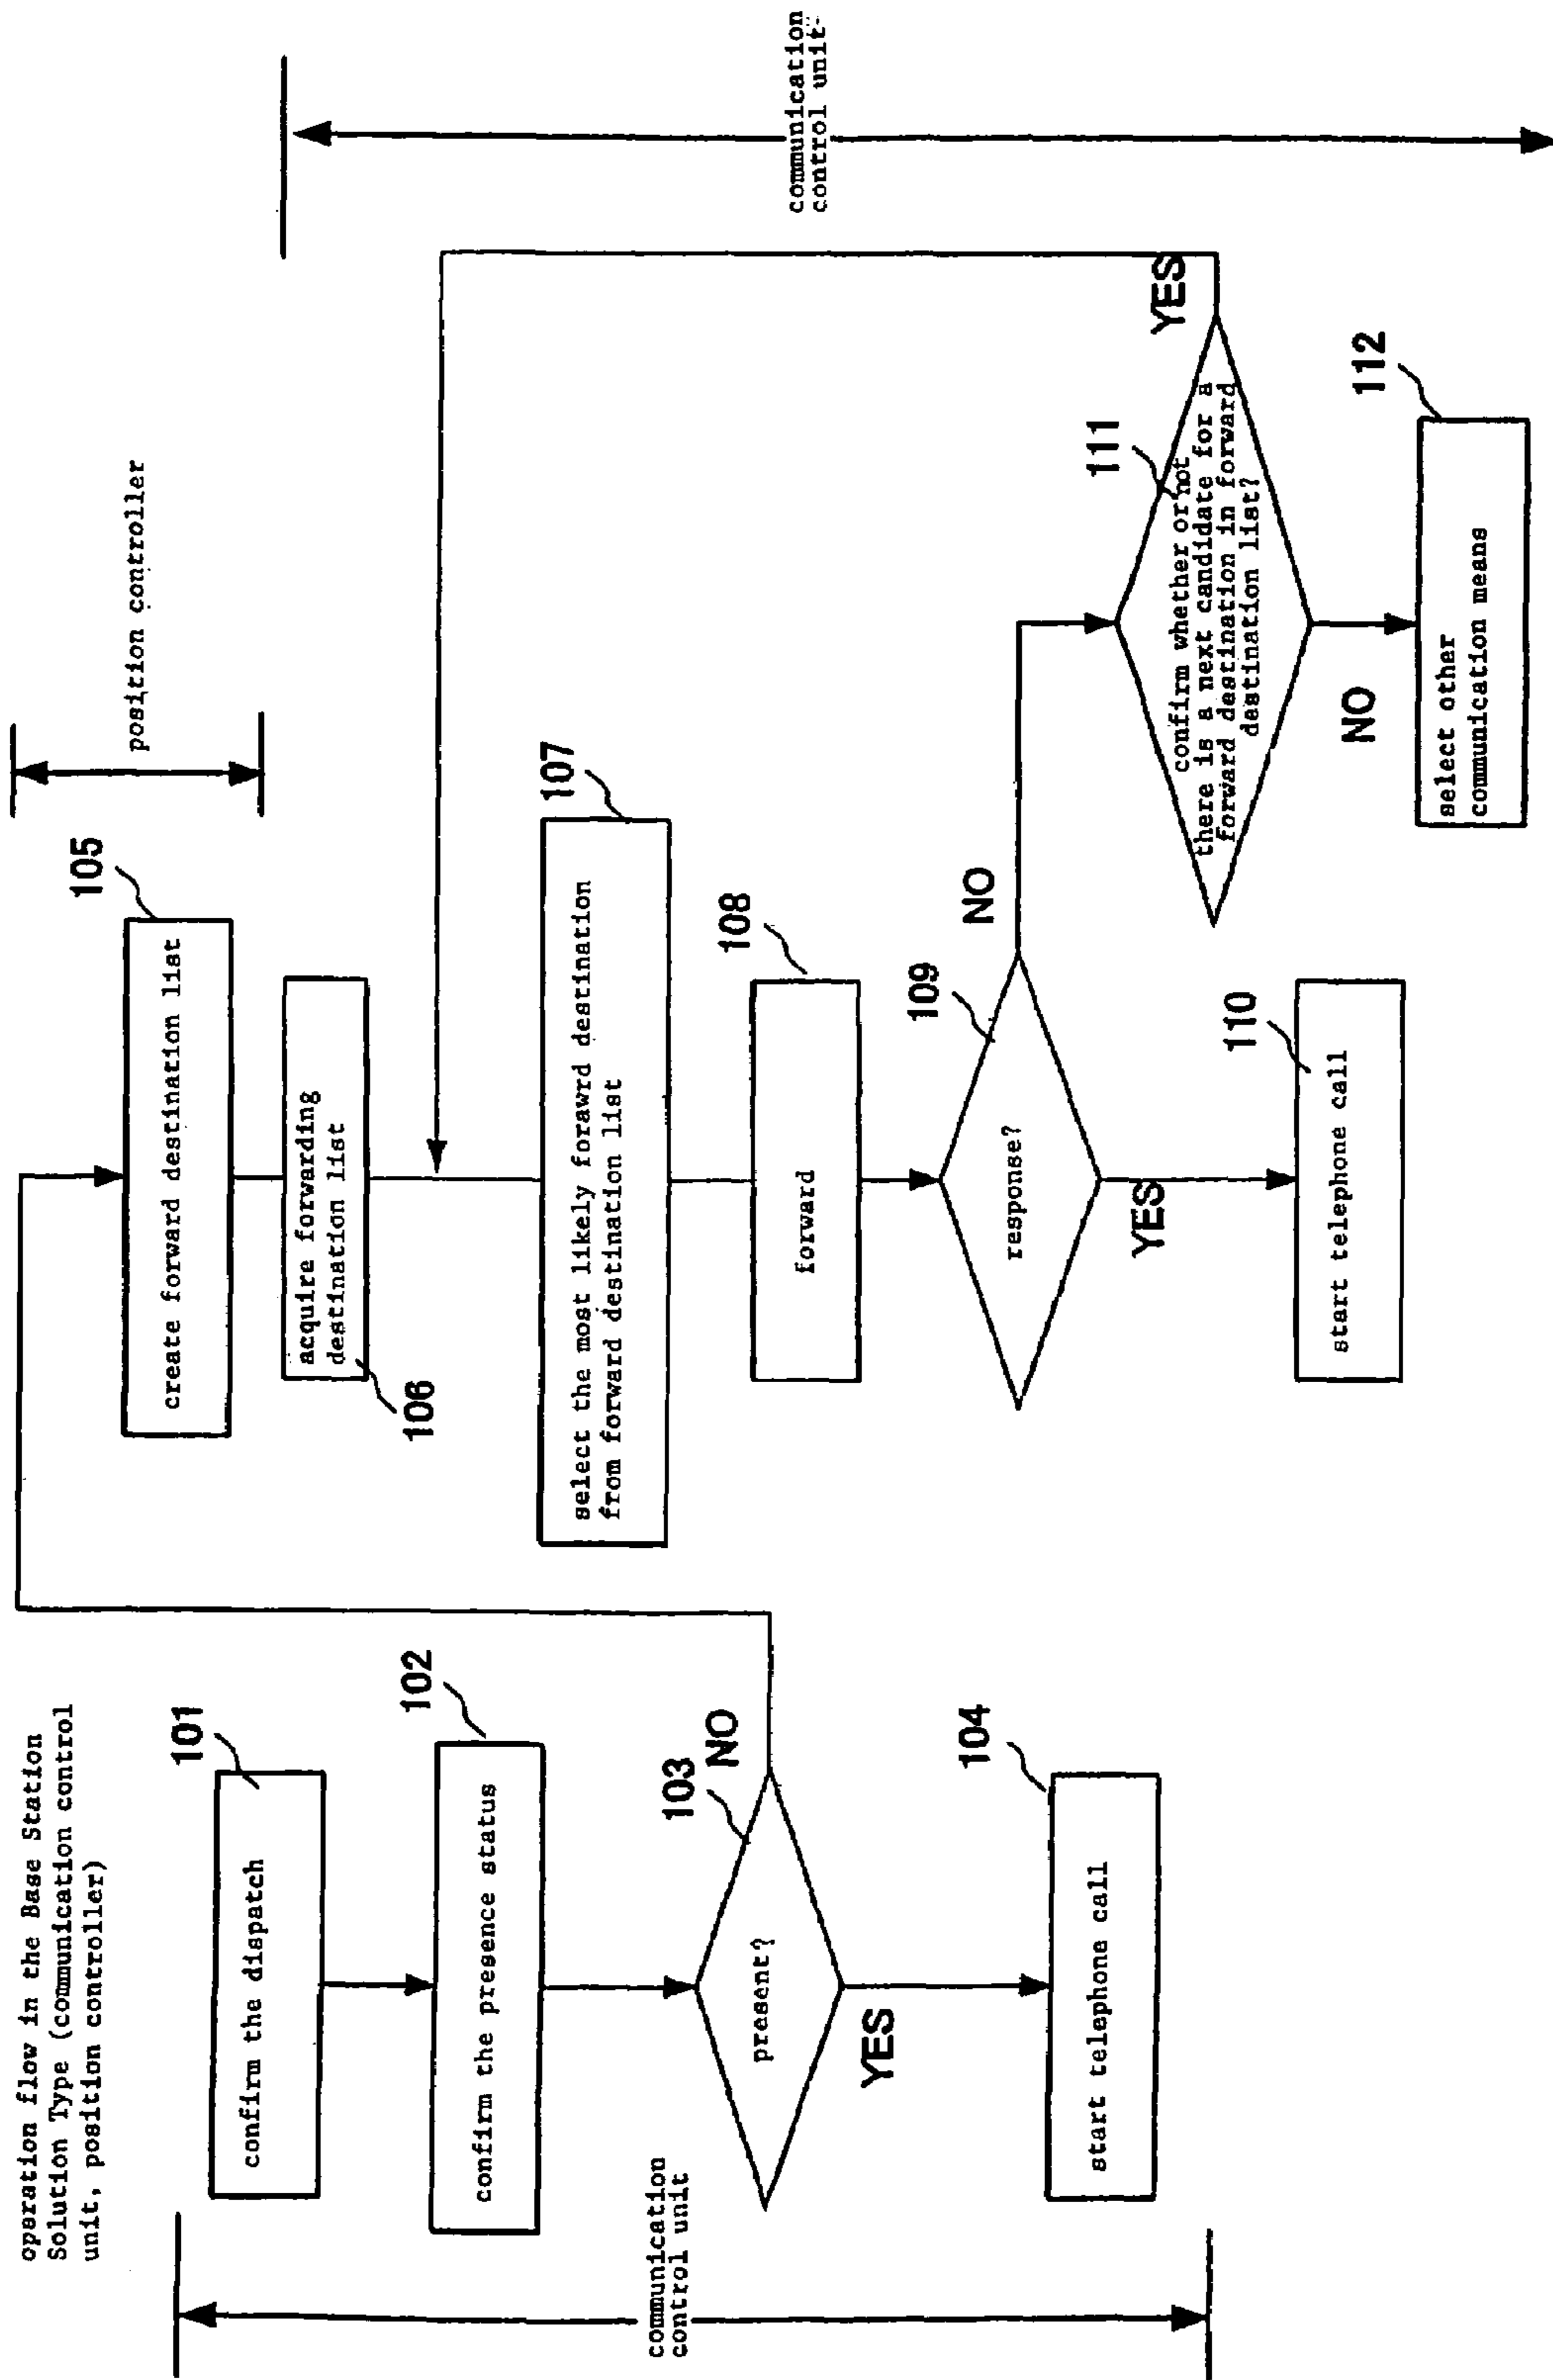 operation flow in the Base Station
Solution Type (communication control
unit, position controller)
communication
control unit
101
confirm the dispatch
102
confirm the presence status
103
present?
NO
YES
104
start telephone call
position controller
105
create forward destination list
acquire forwarding
destination list
106
107
select the most likely forawrd destination
from forward destination list
108
forward
109
response?
NO
YES
110
start telephone call
111
confirm whether or not
there is a next candidate for a
forward destination in forward
destination list?
YES
NO
112
select other
communication means
communication
control unit